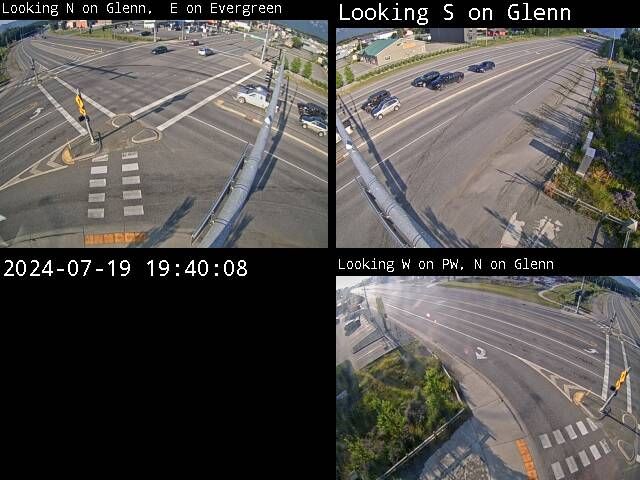 Looking N on Glenn, E on Evergreen
Looking S on Glenn
2024-07-19 19:40:08
Looking W on PW, N on Glenn